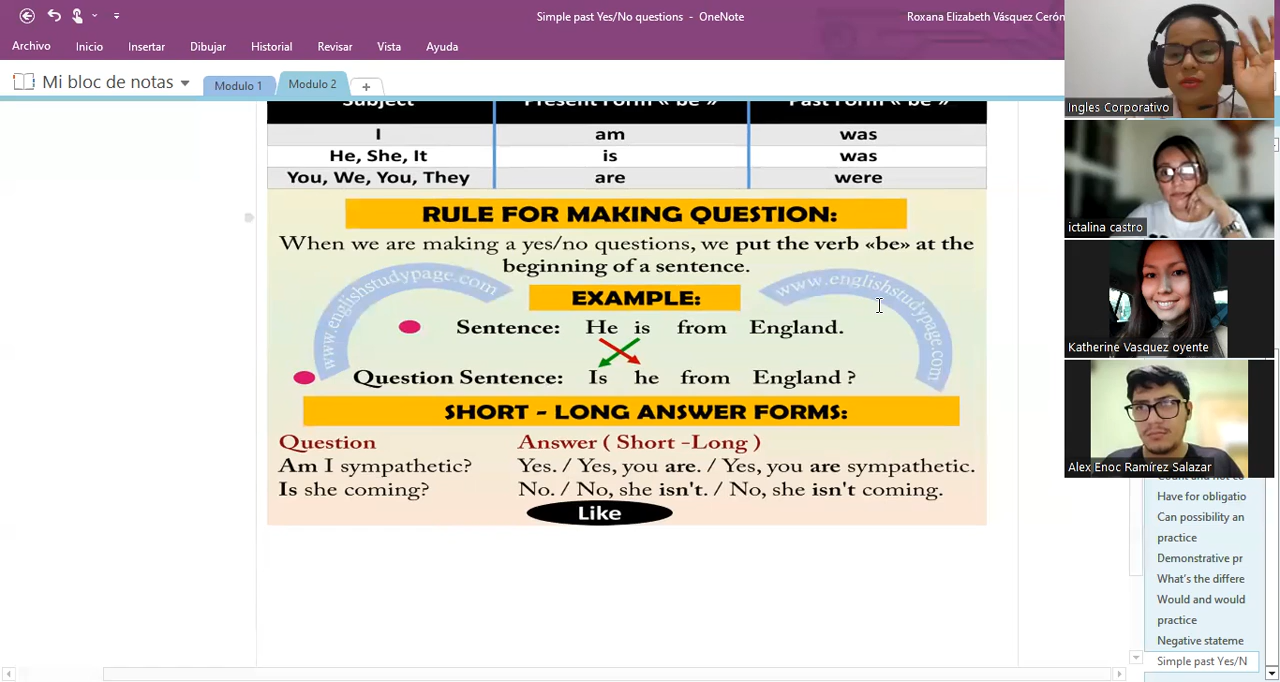 Simple past Yes/No questions - OneNote
Roxana Elizabeth Vásquez Cerón
Archivo Inicio Insertar Dibujar Historial Revisar Vista Ayuda
Mi bloc de notas Modulo 1 Modulo 2 +
Subject Present Form « be » Past Form « be »
I am was
He, She, It is was
You, We, You, They are were
RULE FOR MAKING QUESTION:
When we are making a yes/no questions, we put the verb «be» at the
beginning of a sentence.
www.englishstudypage.com
www.englishstudypage.com
EXAMPLE:
Sentence: He is from England.
Question Sentence: Is he from England ?
SHORT - LONG ANSWER FORMS:
Question Answer ( Short -Long )
Am I sympathetic? Yes. / Yes, you are. / Yes, you are sympathetic.
Is she coming? No. / No, she isn't. / No, she isn't coming.
Like
Ingles Corporativo
ictalina castro
Katherine Vasquez oyente
Alex Enoc Ramírez Salazar
Have for obligatio
Can possibility an
practice
Demonstrative pr
What's the differe
Would and would
practice
Negative stateme
Simple past Yes/N